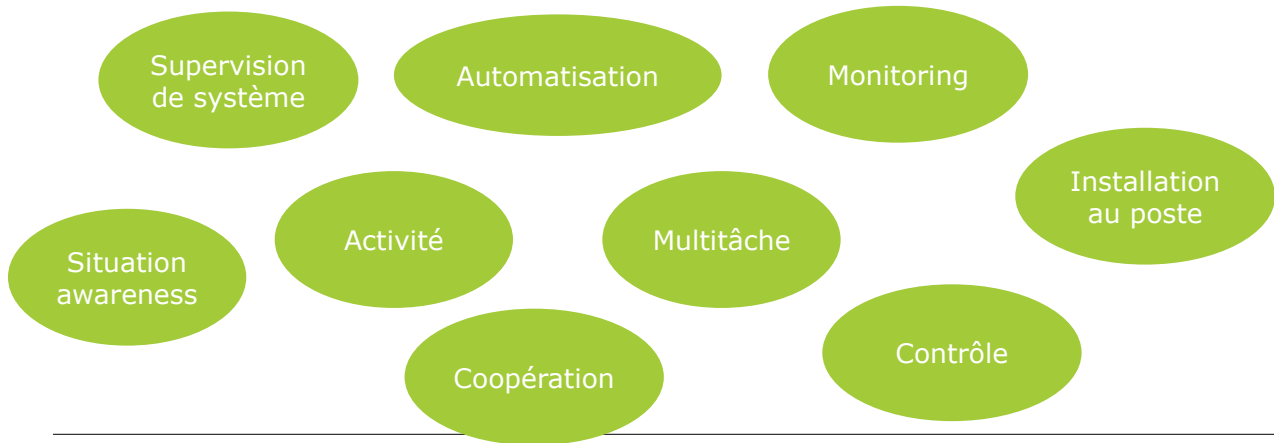 Supervision
de système
Automatisation
Monitoring
Installation
au poste
Activité
Multitâche
Situation
awareness
Contrôle
Coopération